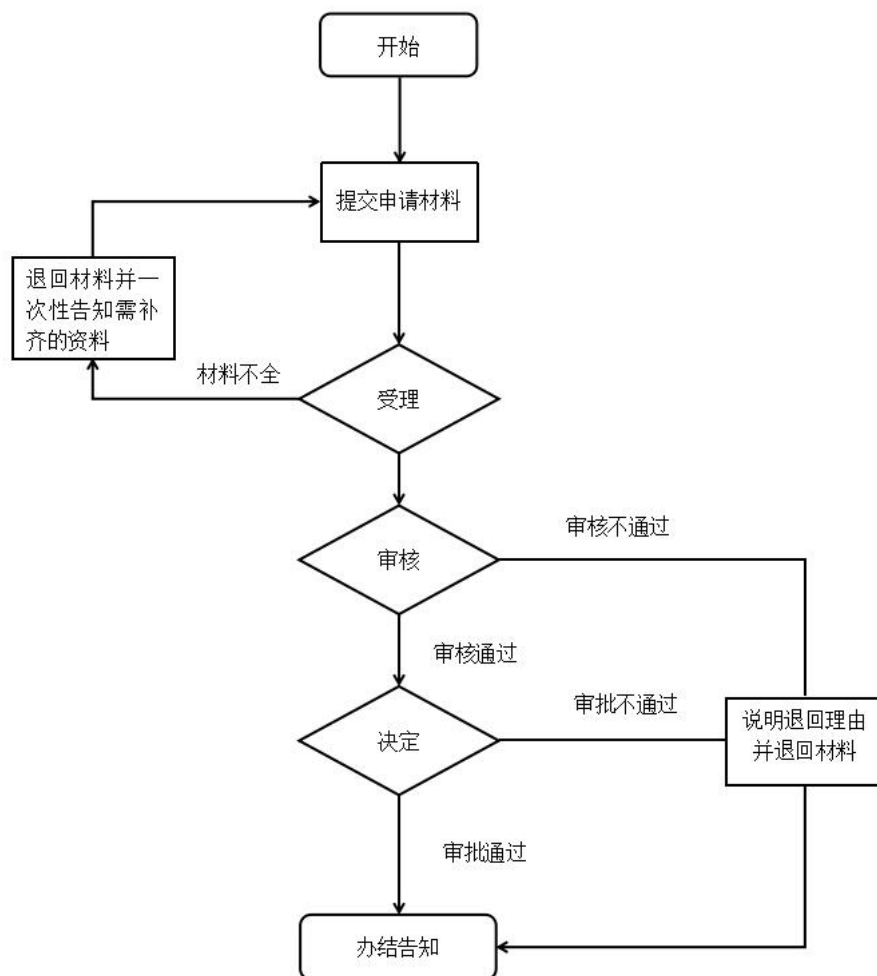 开始
提交申请材料
退回材料并一
次性告知需补
齐的资料
材料不全
受理
审核不通过
审核
审核通过
审批不通过
说明退回理由
并退回材料
决定
审批通过
办结告知